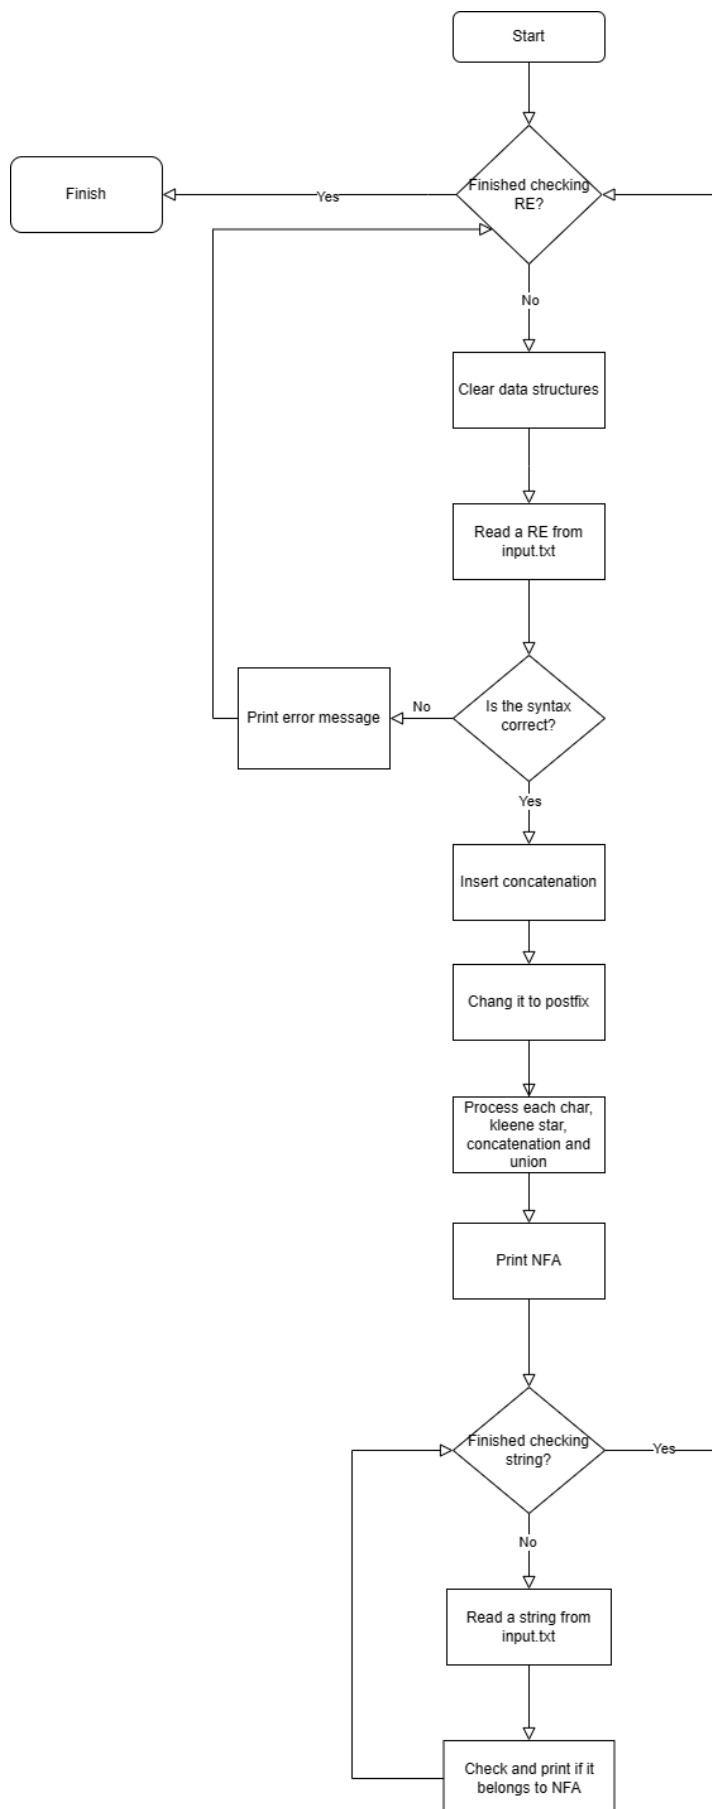 Start
Finished checking
RE?
Yes
Finish
No
Clear data structures
Read a RE from
input.txt
Is the syntax
correct?
No
Print error message
Yes
Insert concatenation
Chang it to postfix
Process each char,
kleene star,
concatenation and
union
Print NFA
Finished checking
string?
Yes
No
Read a string from
input.txt
Check and print if it
belongs to NFA